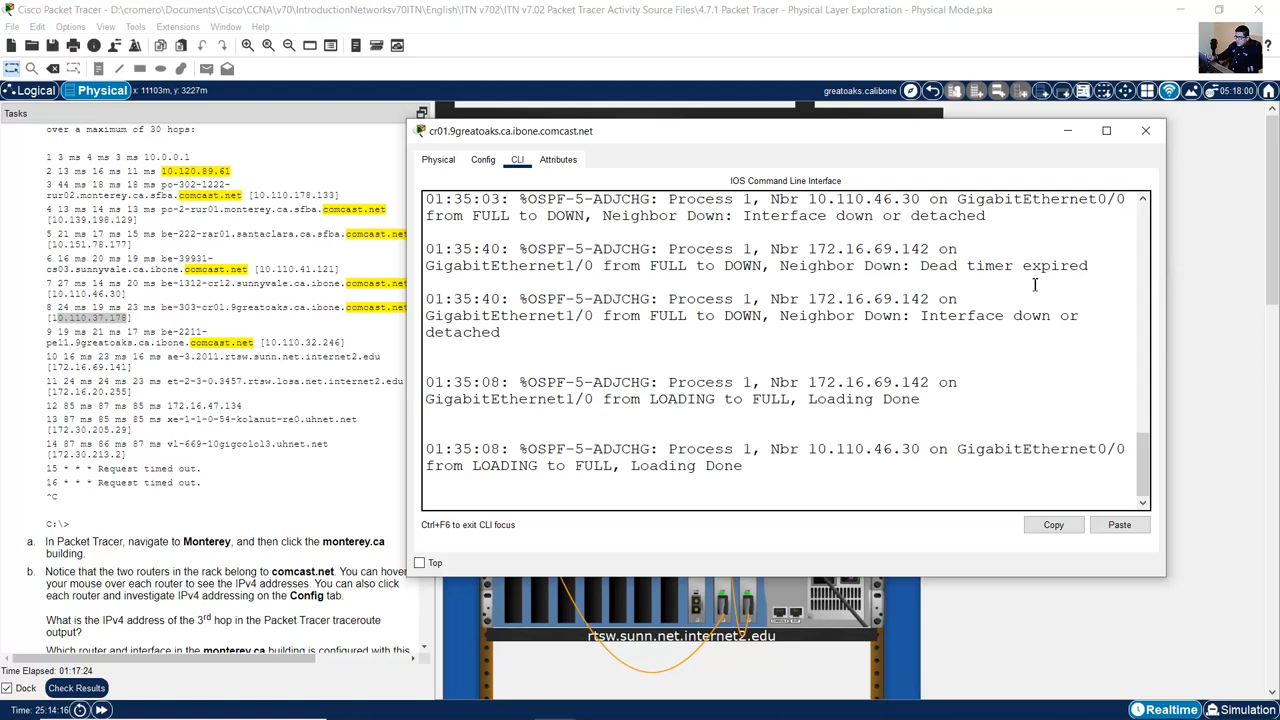 Cisco Packet Tracer - D:\cromero\Documents\Cisco\CCNA\v70\IntroductionNetworksv70ITN\English\ITN v702\ITN v7.02 Packet Tracer Activity Source Files\4.7.1 Packet Tracer - Physical Layer Exploration - Physical Mode.pka
File Edit Options View Tools Extensions Window Help
Logical Physical x: 11103m, y: 3227m greatoaks.calibone 05:18:00
Tasks
over a maximum of 30 hops:
1 3 ms 4 ms 3 ms 10.0.0.1
2 13 ms 16 ms 11 ms 10.120.89.61
3 44 ms 18 ms 18 ms po-302-1222-
rur02.monterey.ca.sfba.comcast.net [10.110.178.133]
4 13 ms 14 ms 13 ms po-2-rur01.monterey.ca.sfba.comcast.net
[10.139.198.129]
5 21 ms 17 ms 15 ms be-222-rar01.santaclara.ca.sfba.comcast.net
[10.151.78.177]
6 16 ms 20 ms 19 ms be-39931-
cs03.sunnyvale.ca.ibone.comcast.net [10.110.41.121]
7 27 ms 14 ms 20 ms be-1312-cr12.sunnyvale.ca.ibone.comcast.net
[10.110.46.30]
8 24 ms 19 ms 23 ms be-303-cr01.9greatoaks.ca.ibone.comcast.net
[10.110.37.178]
9 19 ms 21 ms 17 ms be-2211-
pe11.9greatoaks.ca.ibone.comcast.net [10.110.32.246]
10 16 ms 23 ms 16 ms ae-3.2011.rtsw.sunn.net.internet2.edu
[172.16.69.141]
11 24 ms 24 ms 24 ms et-2-3-0.3457.rtsw.losa.net.internet2.edu
[172.16.20.255]
12 85 ms 87 ms 85 ms 172.16.47.134
13 87 ms 85 ms 85 ms xe-1-1-0-54-kolanut-re0.uhnet.net
[172.30.205.29]
14 87 ms 86 ms 87 ms vl-669-10gigcolol3.uhnet.net
[172.30.213.2]
15 * * * Request timed out.
16 * * * Request timed out.
^C
C:\>
a. In Packet Tracer, navigate to Monterey, and then click the monterey.ca
building.
b. Notice that the two routers in the rack belong to comcast.net. You can hover
your mouse over each router to see the IPv4 addresses. You can also click
each router and investigate IPv4 addressing on the Config tab.
What is the IPv4 address of the 3rd hop in the Packet Tracer traceroute
output?
Which router and interface in the monterey.ca building is configured with this
Time Elapsed: 01:17:24
Dock Check Results
Time: 25:14:16
cr01.9greatoaks.ca.ibone.comcast.net
Physical Config CLI Attributes
IOS Command Line Interface
01:35:03: %OSPF-5-ADJCHG: Process 1, Nbr 10.110.46.30 on GigabitEthernet0/0
from FULL to DOWN, Neighbor Down: Interface down or detached
01:35:40: %OSPF-5-ADJCHG: Process 1, Nbr 172.16.69.142 on
GigabitEthernet1/0 from FULL to DOWN, Neighbor Down: Dead timer expired
01:35:40: %OSPF-5-ADJCHG: Process 1, Nbr 172.16.69.142 on
GigabitEthernet1/0 from FULL to DOWN, Neighbor Down: Interface down or
detached
01:35:08: %OSPF-5-ADJCHG: Process 1, Nbr 172.16.69.142 on
GigabitEthernet1/0 from LOADING to FULL, Loading Done
01:35:08: %OSPF-5-ADJCHG: Process 1, Nbr 10.110.46.30 on GigabitEthernet0/0
from LOADING to FULL, Loading Done
Ctrl+F6 to exit CLI focus
Copy Paste
Top
rtsw.sunn.net.internet2.edu
Realtime Simulation